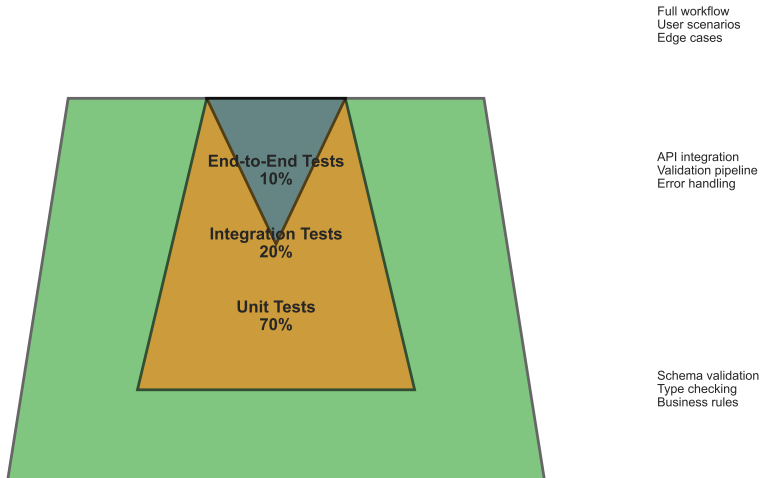 Full workflow
User scenarios
Edge cases
End-to-End Tests
10%
API integration
Validation pipeline
Error handling
Integration Tests
20%
Unit Tests
70%
Schema validation
Type checking
Business rules